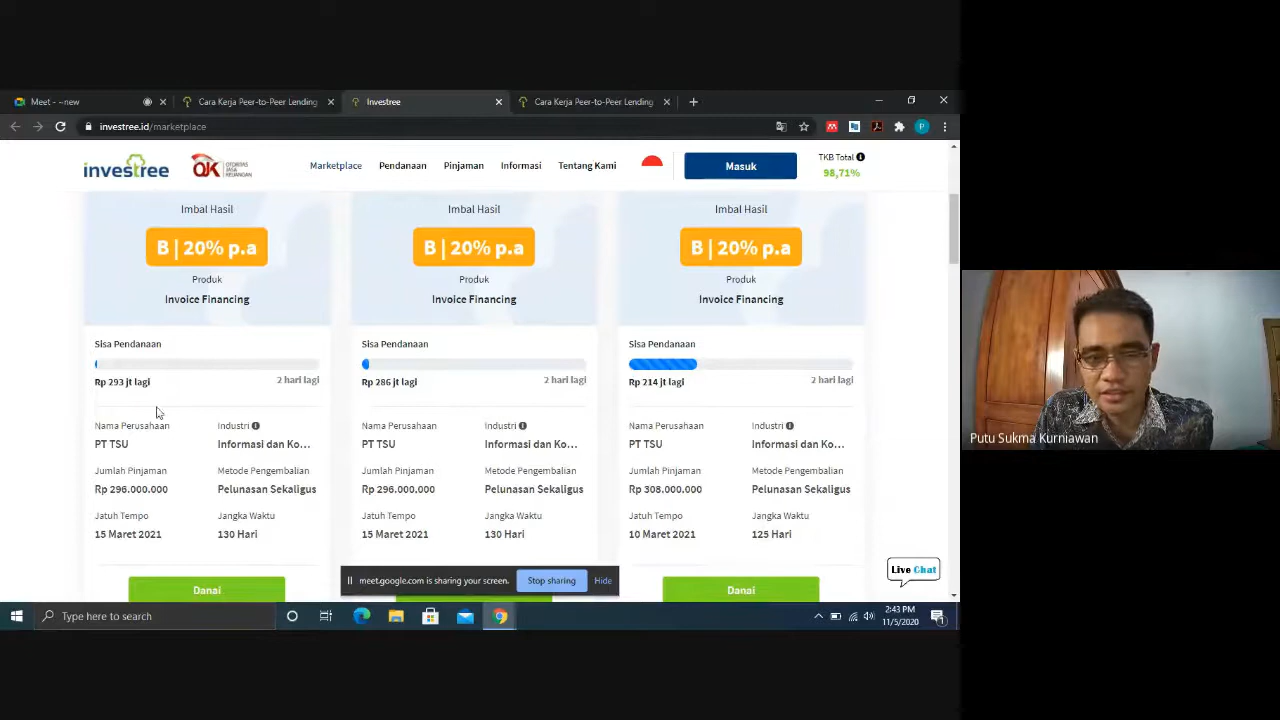 Meet - ~new
Cara Kerja Peer-to-Peer Lending
Investree
Cara Kerja Peer-to-Peer Lending
investree.id/marketplace
P
investree
OJK OTORITAS JASA KEUANGAN
Marketplace
Pendanaan
Pinjaman
Informasi
Tentang Kami
Masuk
TKB Total
98,71%
Imbal Hasil
B | 20% p.a
Produk
Invoice Financing
Sisa Pendanaan
Rp 293 jt lagi
2 hari lagi
Nama Perusahaan
Industri
PT TSU
Informasi dan Ko...
Jumlah Pinjaman
Metode Pengembalian
Rp 296.000.000
Pelunasan Sekaligus
Jatuh Tempo
Jangka Waktu
15 Maret 2021
130 Hari
Danai
Imbal Hasil
B | 20% p.a
Produk
Invoice Financing
Sisa Pendanaan
Rp 286 jt lagi
2 hari lagi
Nama Perusahaan
Industri
PT TSU
Informasi dan Ko...
Jumlah Pinjaman
Metode Pengembalian
Rp 296.000.000
Pelunasan Sekaligus
Jatuh Tempo
Jangka Waktu
15 Maret 2021
130 Hari
Imbal Hasil
B | 20% p.a
Produk
Invoice Financing
Sisa Pendanaan
Rp 214 jt lagi
2 hari lagi
Nama Perusahaan
Industri
PT TSU
Informasi dan Ko...
Jumlah Pinjaman
Metode Pengembalian
Rp 308.000.000
Pelunasan Sekaligus
Jatuh Tempo
Jangka Waktu
10 Maret 2021
125 Hari
Danai
Live Chat
meet.google.com is sharing your screen.
Stop sharing
Hide
Type here to search
2:43 PM
11/5/2020
1
Putu Sukma Kurniawan